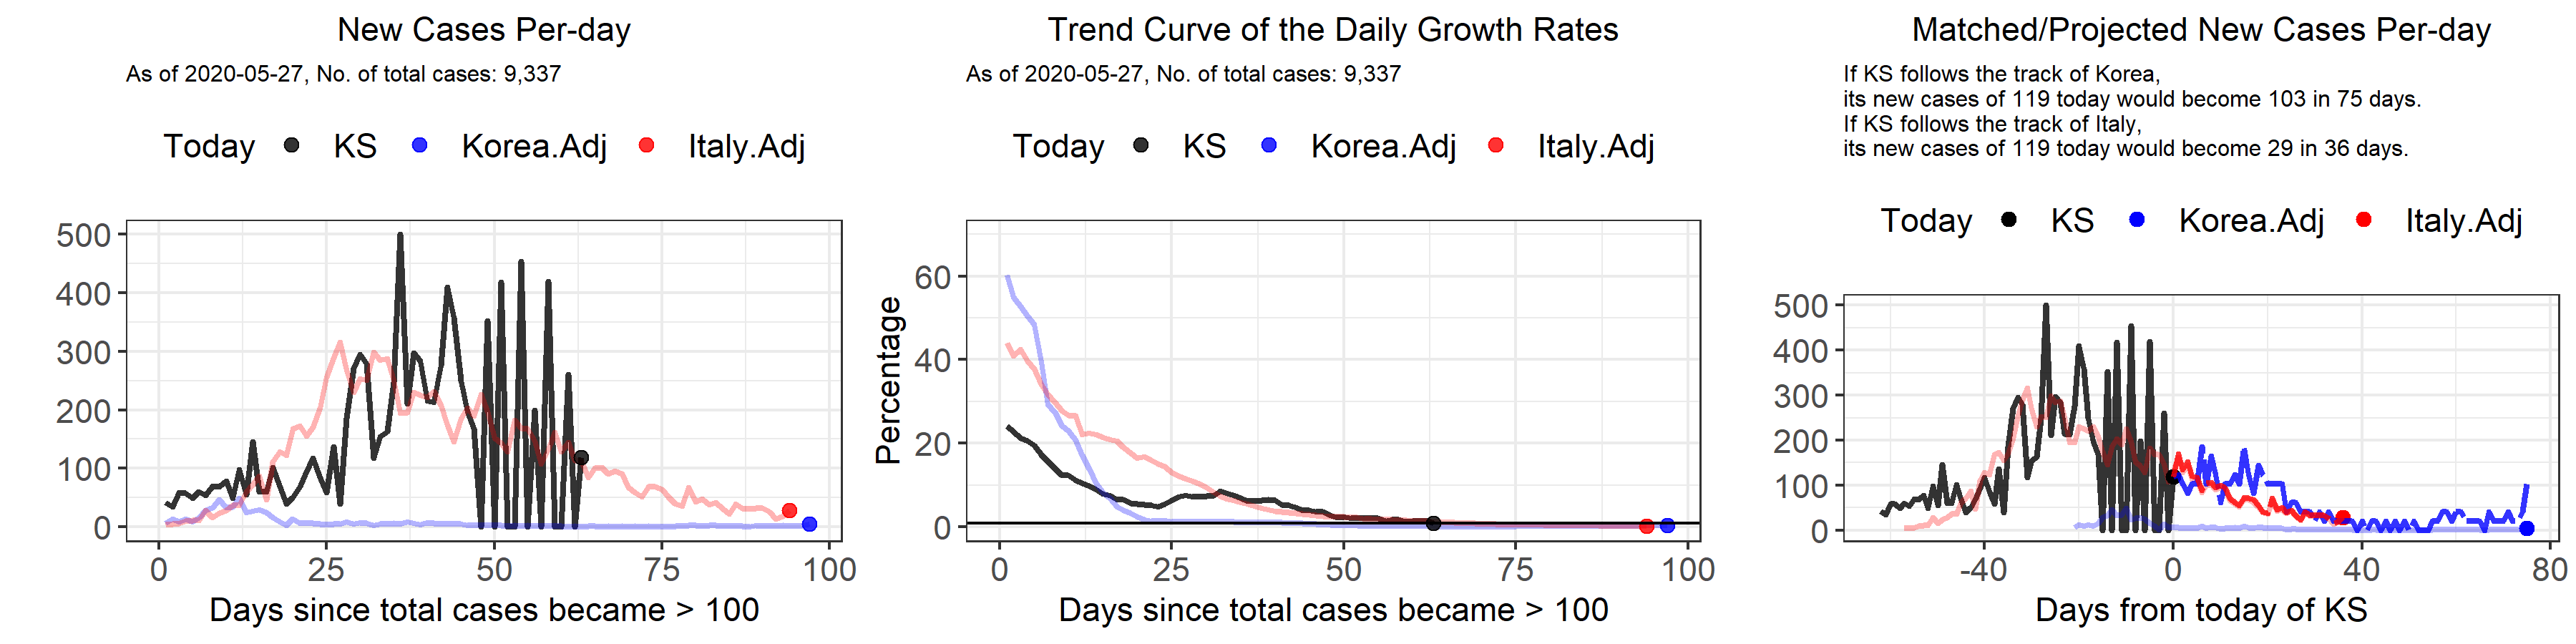 New Cases Per-day
As of 2020-05-27, No. of total cases: 9,337
Today KS Korea.Adj Italy.Adj
500
400
300
200
100
0
0 25 50 75 100
Days since total cases became > 100
Trend Curve of the Daily Growth Rates
As of 2020-05-27, No. of total cases: 9,337
Today KS Korea.Adj Italy.Adj
Percentage
60
40
20
0
0 25 50 75 100
Days since total cases became > 100
Matched/Projected New Cases Per-day
If KS follows the track of Korea,
its new cases of 119 today would become 103 in 75 days.
If KS follows the track of Italy,
its new cases of 119 today would become 29 in 36 days.
Today KS Korea.Adj Italy.Adj
500
400
300
200
100
0
-40 0 40 80
Days from today of KS